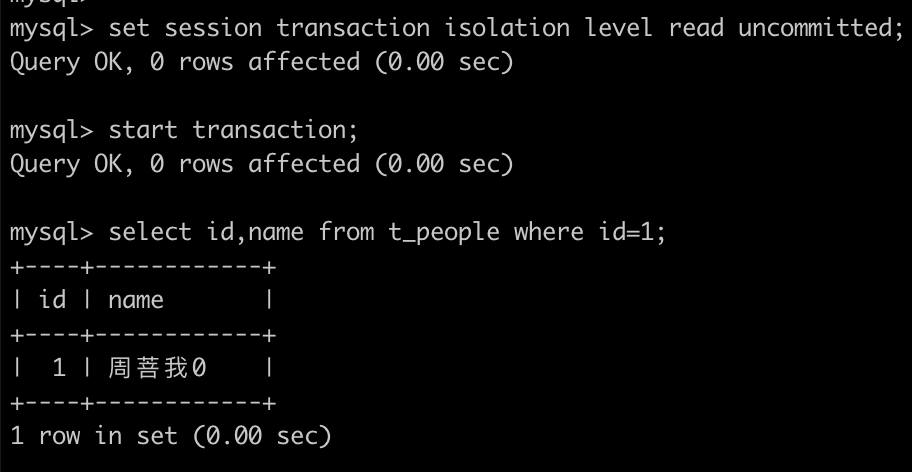 mysql> set session transaction isolation level read uncommitted;
Query OK, 0 rows affected (0.00 sec)
mysql> start transaction;
Query OK, 0 rows affected (0.00 sec)
mysql> select id,name from t_people where id=1;
+----+------------+
| id | name       |
+----+------------+
|  1 | 周菩我0    |
+----+------------+
1 row in set (0.00 sec)